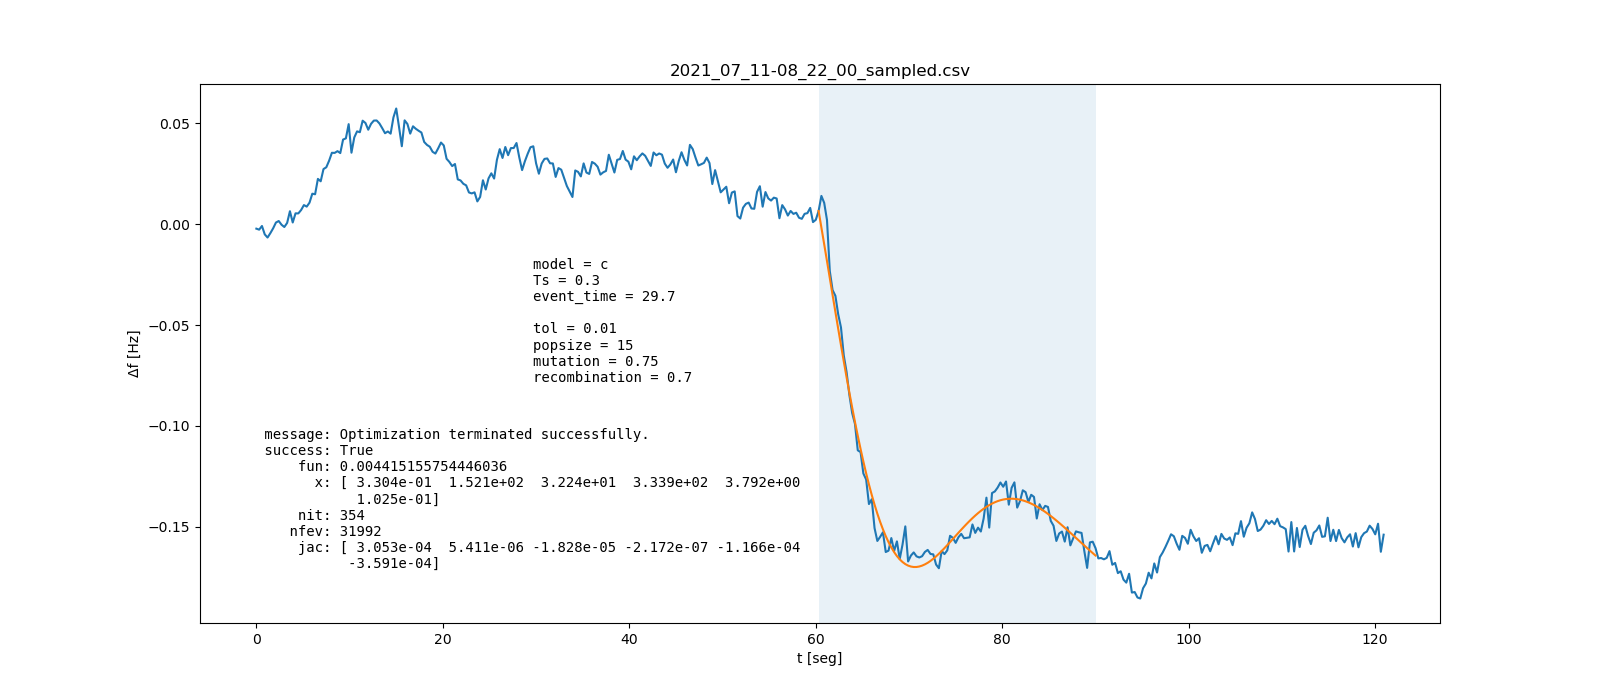 2021_07_11-08_22_00_sampled.csv
0.05
0.00
−0.05
−0.10
−0.15
Δf [Hz]
model = c
Ts = 0.3
event_time = 29.7
tol = 0.01
popsize = 15
mutation = 0.75
recombination = 0.7
message: Optimization terminated successfully.
success: True
fun: 0.004415155754446036
x: [ 3.304e-01 1.521e+02 3.224e+01 3.339e+02 3.792e+00
1.025e-01]
nit: 354
nfev: 31992
jac: [ 3.053e-04 5.411e-06 -1.828e-05 -2.172e-07 -1.166e-04
-3.591e-04]
0 20 40 60 80 100 120
t [seg]